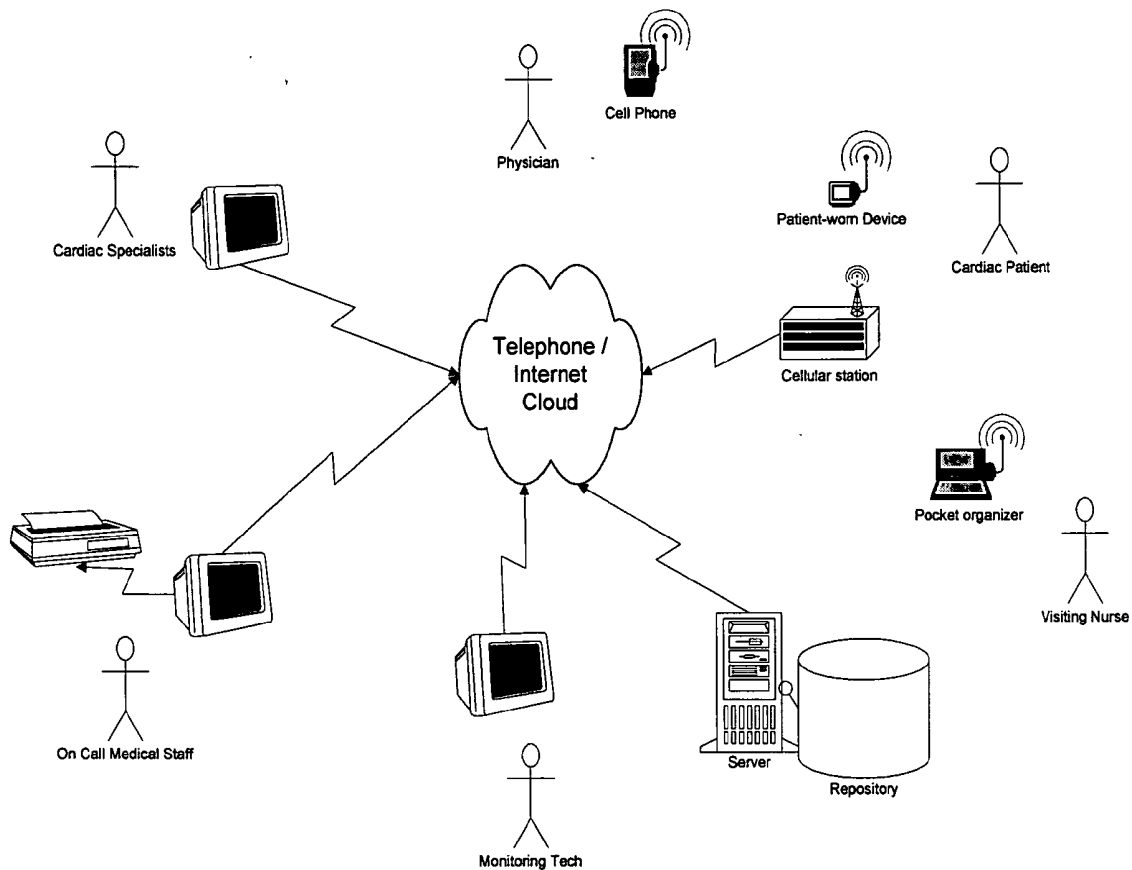 Cell Phone
Physician
Patient-worn Device
Cardiac Specialists
Cardiac Patient
Telephone /
Internet
Cloud
Cellular station
Pocket organizer
Visiting Nurse
On Call Medical Staff
Server
Repository
Monitoring Tech